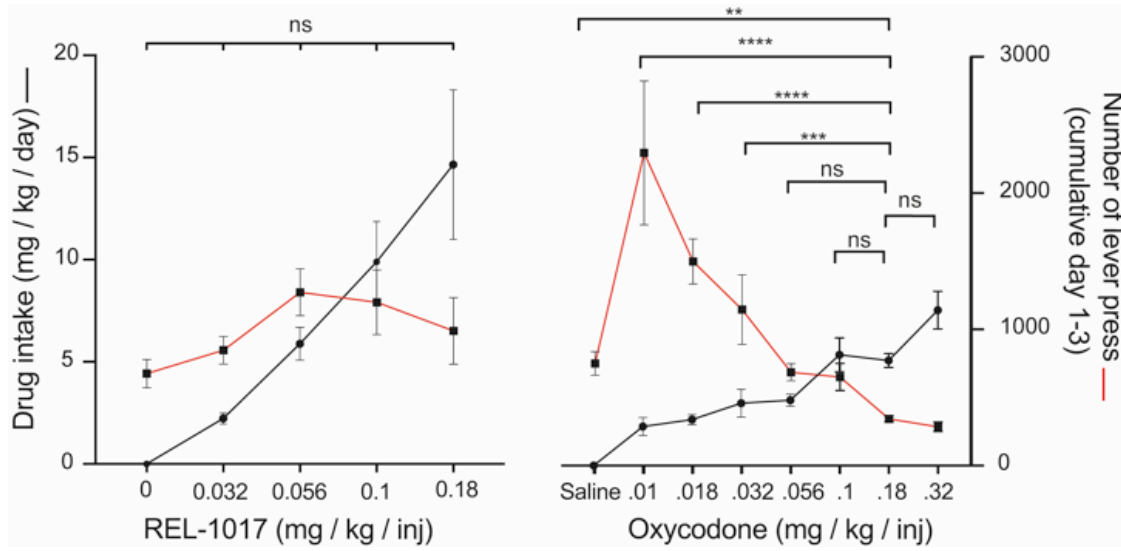 ns
20
15
10
5
0
Drug intake (mg / kg / day)
0 0.032 0.056 0.1 0.18
REL-1017 (mg / kg / inj)
**
****
****
***
ns
ns
ns
3000
2000
1000
0
Number of lever press
(cumulative day 1-3)
Saline .01 .018 .032 .056 .1 .18 .32
Oxycodone (mg / kg / inj)